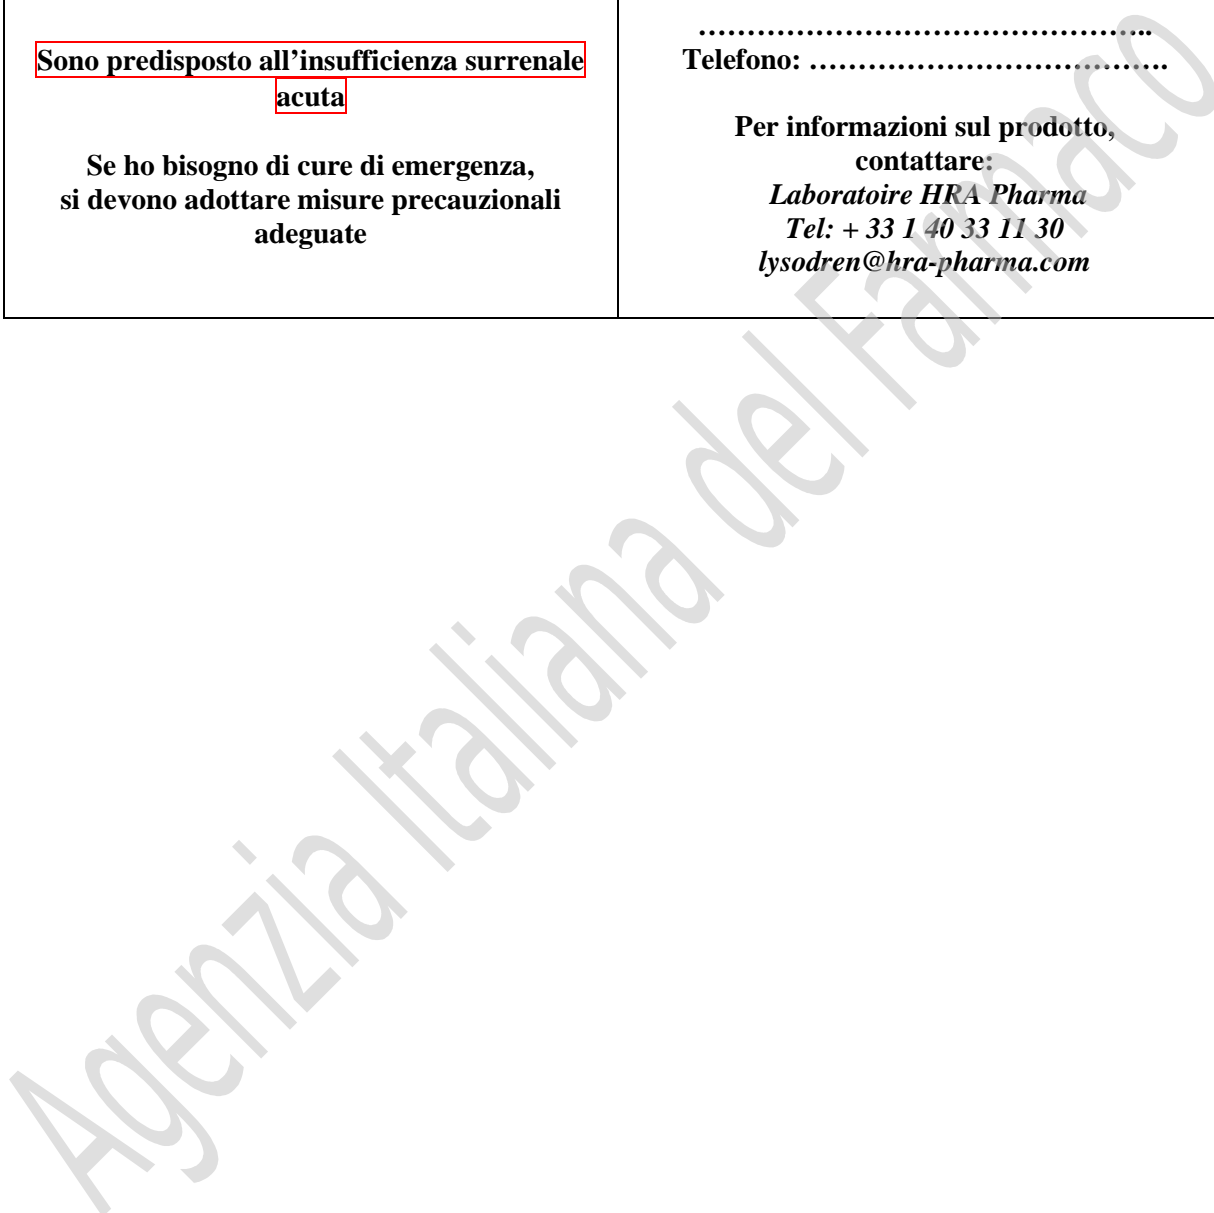 Sono predisposto all’insufficienza surrenale
acuta
Se ho bisogno di cure di emergenza,
si devono adottare misure precauzionali
adeguate
………………………………………..
Telefono: ……………………………….
Per informazioni sul prodotto,
contattare:
Laboratoire HRA Pharma
Tel: + 33 1 40 33 11 30
lysodren@hra-pharma.com
Agenzia Italiana del Farmaco